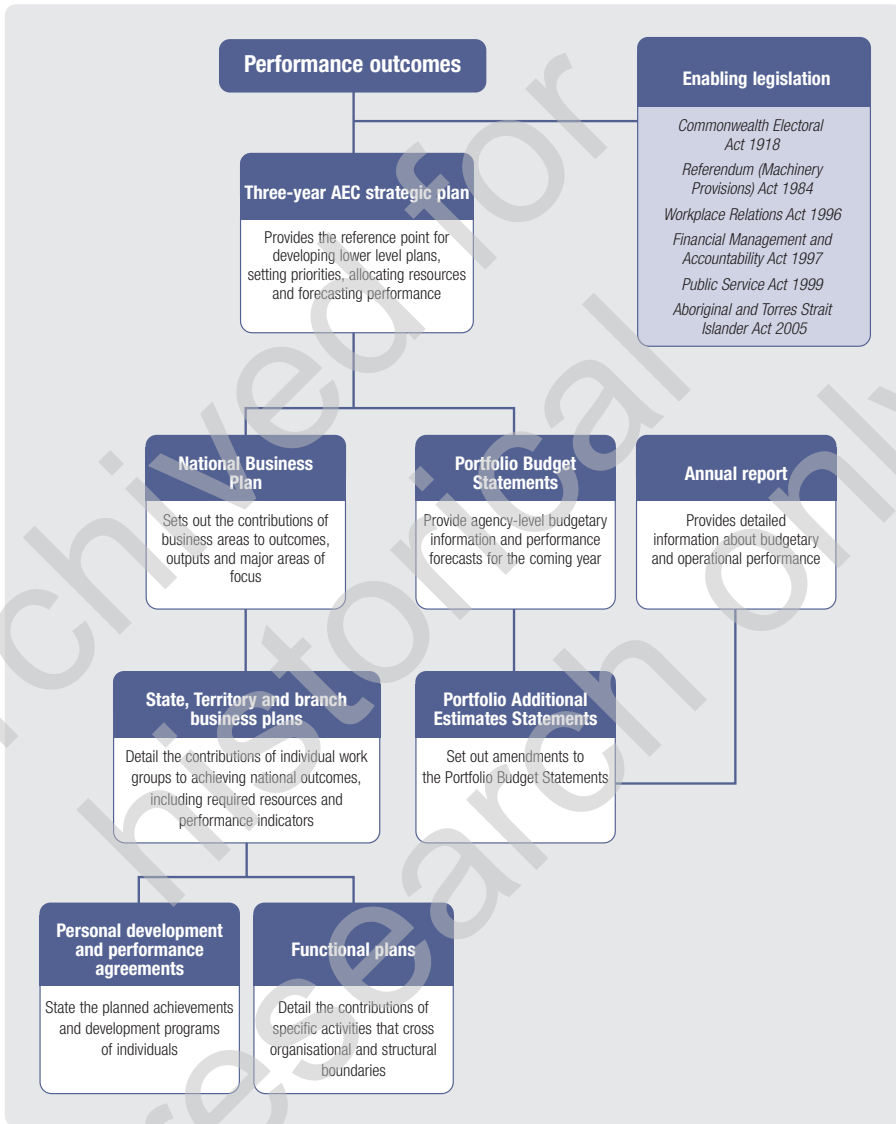 Performance outcomes
Enabling legislation
Commonwealth Electoral
Act 1918
Referendum (Machinery
Provisions) Act 1984
Workplace Relations Act 1996
Financial Management and
Accountability Act 1997
Public Service Act 1999
Aboriginal and Torres Strait
Islander Act 2005
Three-year AEC strategic plan
Provides the reference point for
developing lower level plans,
setting priorities, allocating resources
and forecasting performance
National Business
Plan
Sets out the contributions of
business areas to outcomes,
outputs and major areas of
focus
Portfolio Budget
Statements
Provide agency-level budgetary
information and performance
forecasts for the coming year
Annual report
Provides detailed
information about budgetary
and operational performance
State, Territory and branch
business plans
Detail the contributions of individual work
groups to achieving national outcomes,
including required resources and
performance indicators
Portfolio Additional
Estimates Statements
Set out amendments to
the Portfolio Budget Statements
Personal development
and performance
agreements
State the planned achievements
and development programs
of individuals
Functional plans
Detail the contributions of
specific activities that cross
organisational and structural
boundaries
chived for
historical
research only